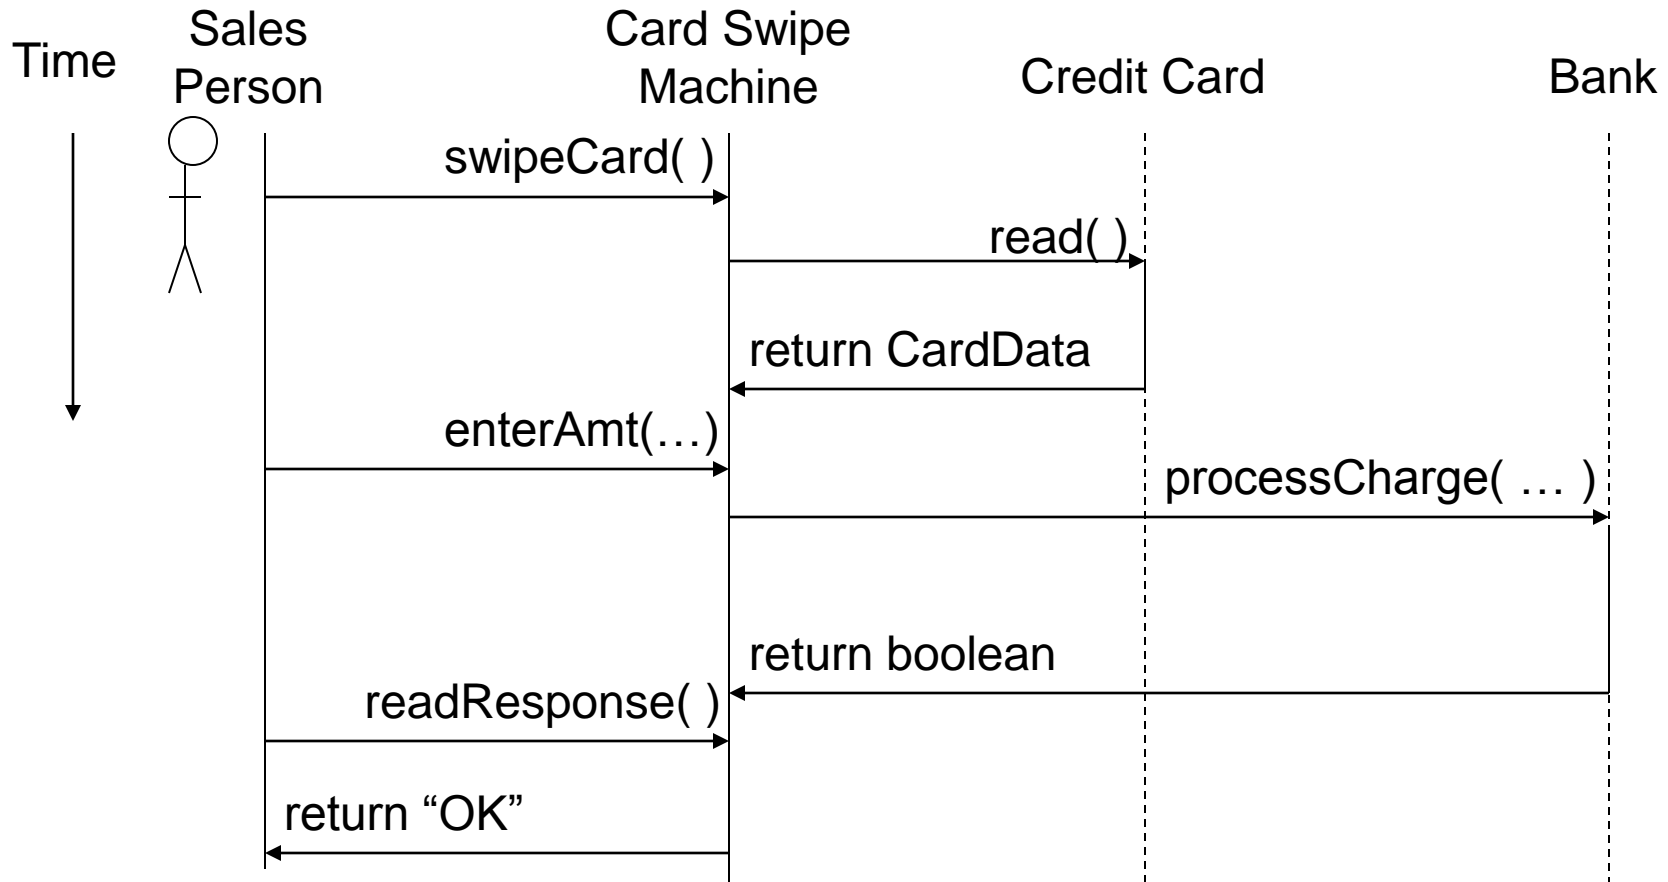 Time
Sales
Person
Card Swipe
Machine
Credit Card
Bank
swipeCard( )
read( )
return CardData
enterAmt(…)
processCharge( … )
return boolean
readResponse( )
return “OK”